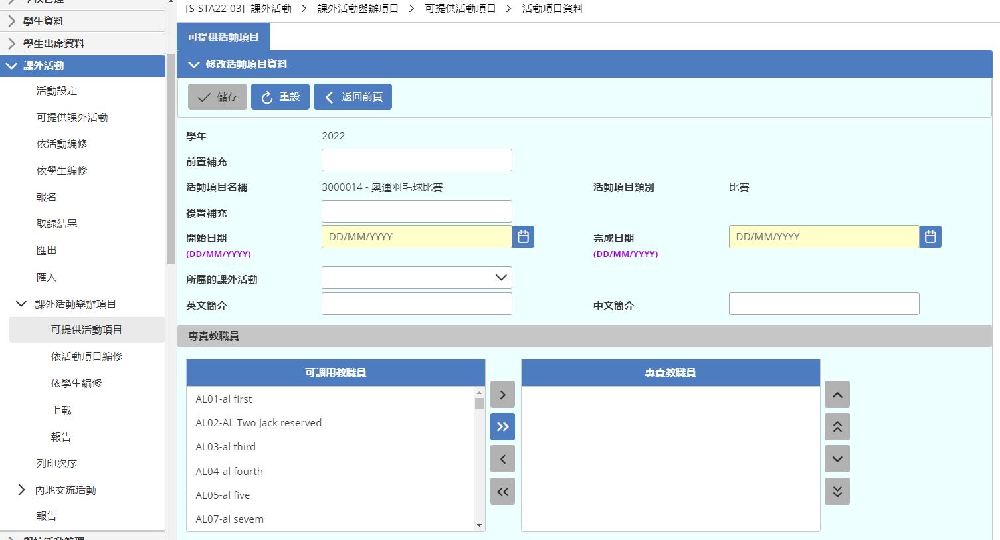 [S-STA22-03] 課外活動 > 課外活動舉辦項目 > 可提供活動項目 > 活動項目資料
學生資料
學生出席資料
課外活動
活動設定
可提供課外活動
依活動編修
依學生編修
報名
取錄結果
匯出
匯入
課外活動舉辦項目
可提供活動項目
依活動項目編修
依學生編修
上載
報告
列印次序
內地交流活動
報告
可提供活動項目
修改活動項目資料
儲存 重設 返回前頁
學年 2022
前置補充
活動項目名稱 3000014 - 奧運羽毛球比賽 活動項目類別 比賽
後置補充
開始日期 DD/MM/YYYY 完成日期 DD/MM/YYYY
(DD/MM/YYYY) (DD/MM/YYYY)
所屬的課外活動
英文簡介 中文簡介
專責教職員
可調用教職員 專責教職員
AL01-al first
AL02-AL Two Jack reserved
AL03-al third
AL04-al fourth
AL05-al five
AL07-al sevem